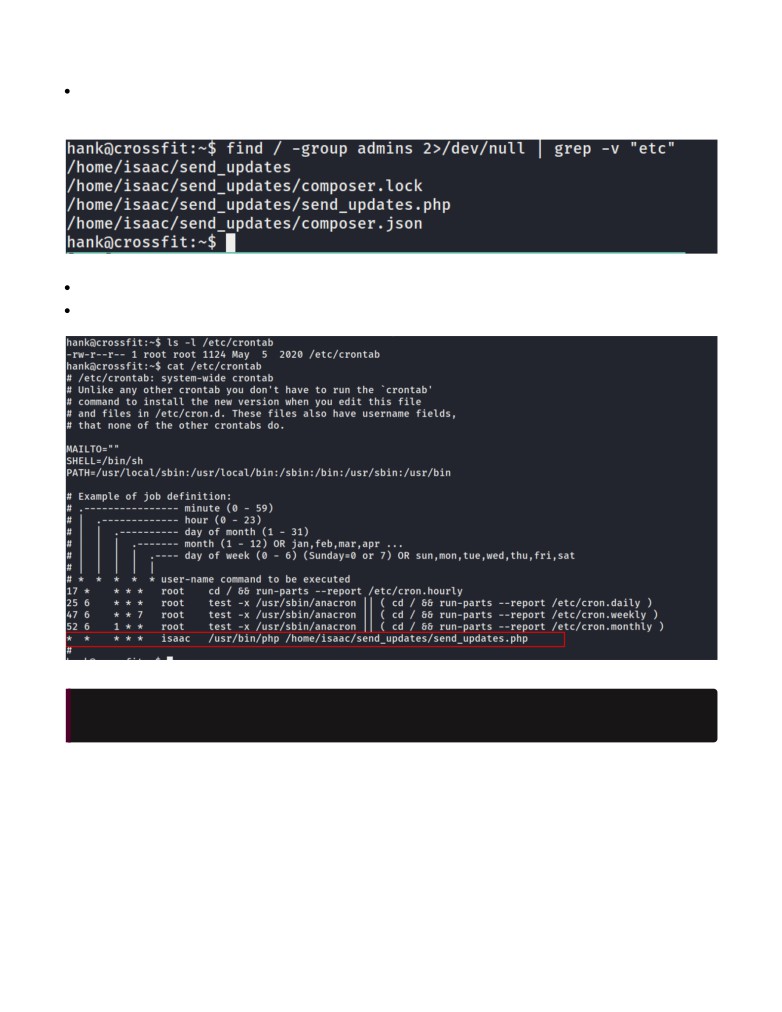 hank@crossfit:~$ find / -group admins 2>/dev/null | grep -v "etc"
/home/isaac/send_updates
/home/isaac/send_updates/composer.lock
/home/isaac/send_updates/send_updates.php
/home/isaac/send_updates/composer.json
hank@crossfit:~$
hank@crossfit:~$ ls -l /etc/crontab
-rw-r--r-- 1 root root 1124 May  5  2020 /etc/crontab
hank@crossfit:~$ cat /etc/crontab
# /etc/crontab: system-wide crontab
# Unlike any other crontab you don't have to run the `crontab'
# command to install the new version when you edit this file
# and files in /etc/cron.d. These files also have username fields,
# that none of the other crontabs do.
MAILTO=""
SHELL=/bin/sh
PATH=/usr/local/sbin:/usr/local/bin:/sbin:/bin:/usr/sbin:/usr/bin
# Example of job definition:
# .---------------- minute (0 - 59)
# |  .------------- hour (0 - 23)
# |  |  .---------- day of month (1 - 31)
# |  |  |  .------- month (1 - 12) OR jan,feb,mar,apr ...
# |  |  |  |  .---- day of week (0 - 6) (Sunday=0 or 7) OR sun,mon,tue,wed,thu,fri,sat
# |  |  |  |  |
# *  *  *  *  * user-name command to be executed
17 *    * * *   root    cd / && run-parts --report /etc/cron.hourly
25 6    * * *   root    test -x /usr/sbin/anacron || ( cd / && run-parts --report /etc/cron.daily )
47 6    * * 7   root    test -x /usr/sbin/anacron || ( cd / && run-parts --report /etc/cron.weekly )
52 6    1 * *   root    test -x /usr/sbin/anacron || ( cd / && run-parts --report /etc/cron.monthly )
*  *    * * *   isaac   /usr/bin/php /home/isaac/send_updates/send_updates.php
#